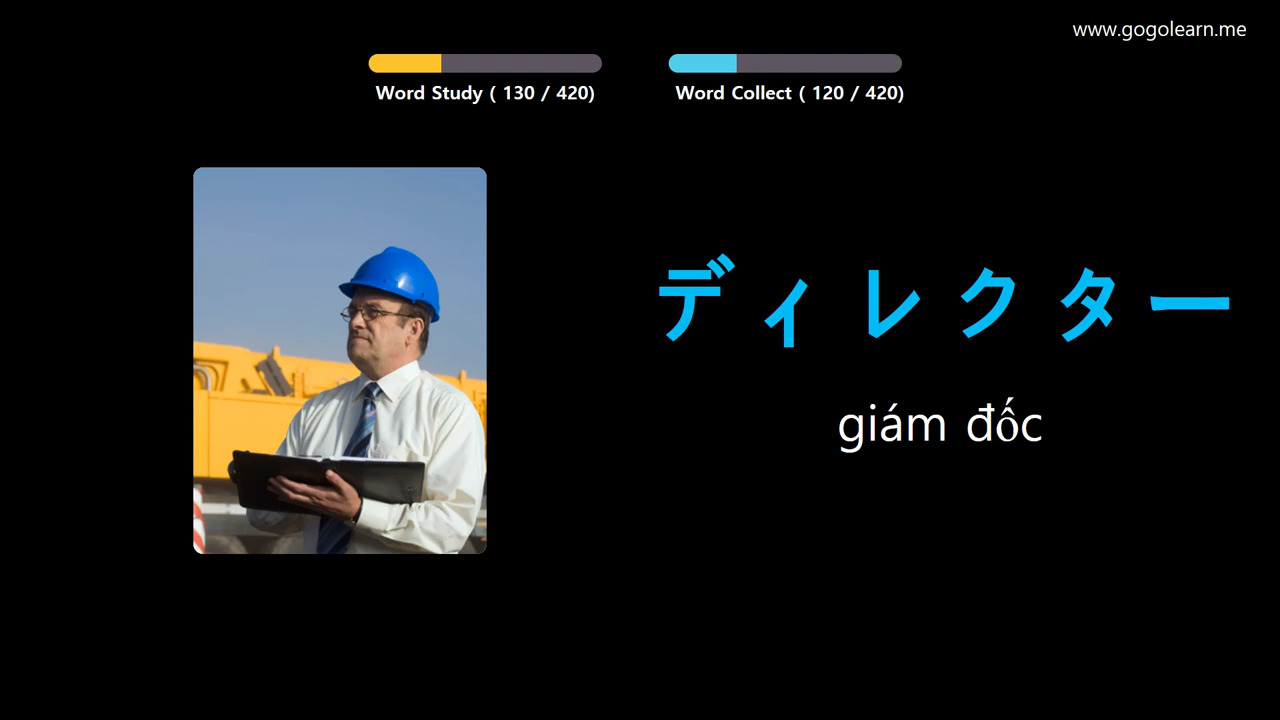 www.gogolearn.me
Word Study ( 130 / 420)
Word Collect ( 120 / 420)
ディレクター
giám đốc